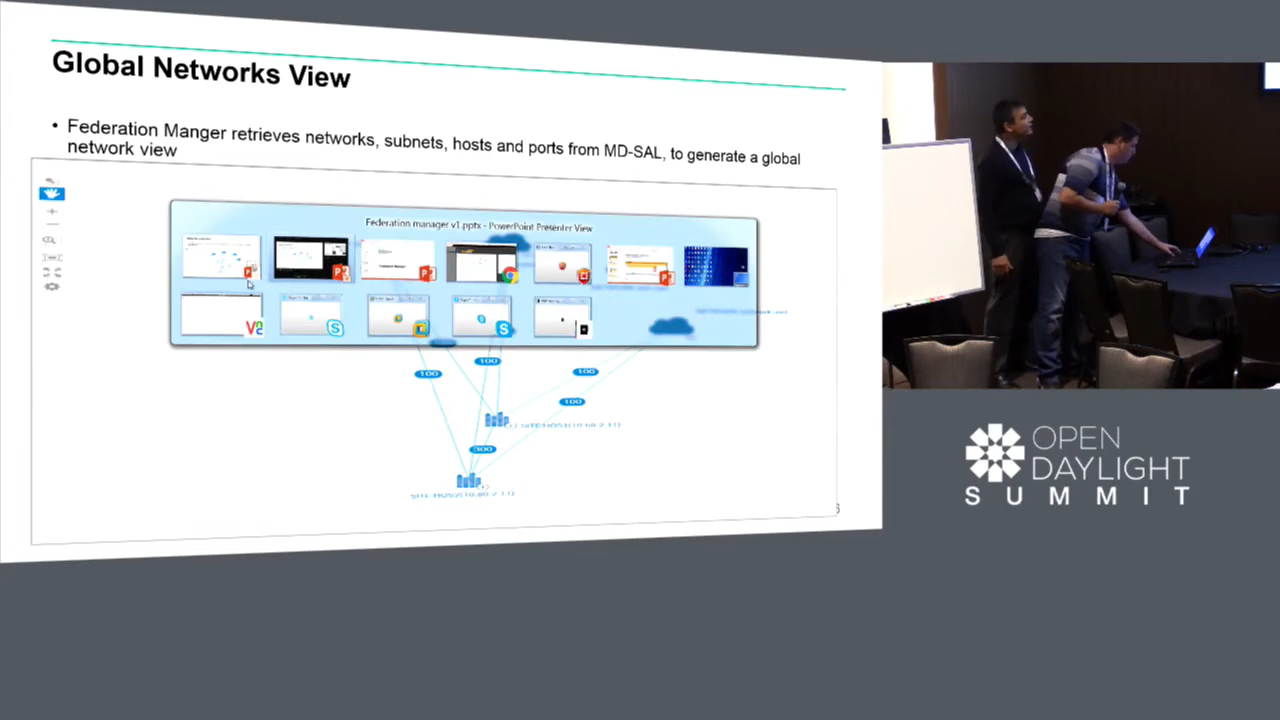 Global Networks View
• Federation Manger retrieves networks, subnets, hosts and ports from MD-SAL, to generate a global
network view
Federation manager v1.pptx - PowerPoint Presenter View
100
100
100
100
300
6
OPEN
DAYLIGHT
SUMMIT